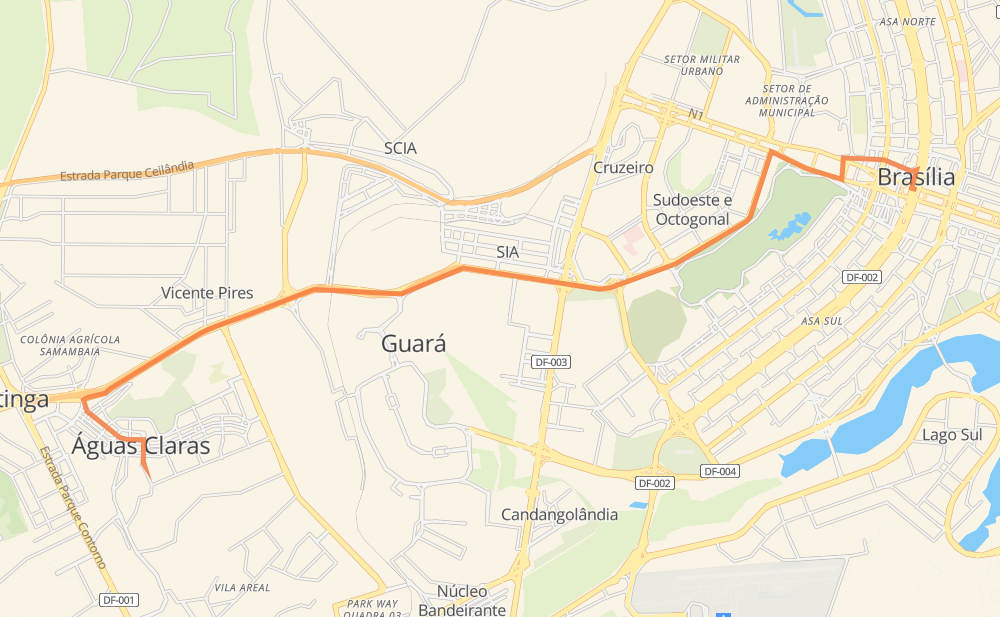 ASA NORTE
SETOR MILITAR
URBANO
SETOR DE
ADMINISTRAÇÃO
MUNICIPAL
N1
SCIA
Estrada Parque Ceilândia
Cruzeiro
Brasília
Sudoeste e
Octogonal
SIA
DF-002
Vicente Pires
ASA SUL
COLÔNIA AGRÍCOLA
SAMAMBAIA
Guará
DF-003
tinga
Águas Claras
Lago Sul
DF-004
DF-002
Estrada Parque Contorno
Candangolândia
VILA AREAL
Núcleo
Bandeirante
DF-001
PARK WAY
QUADRA 03